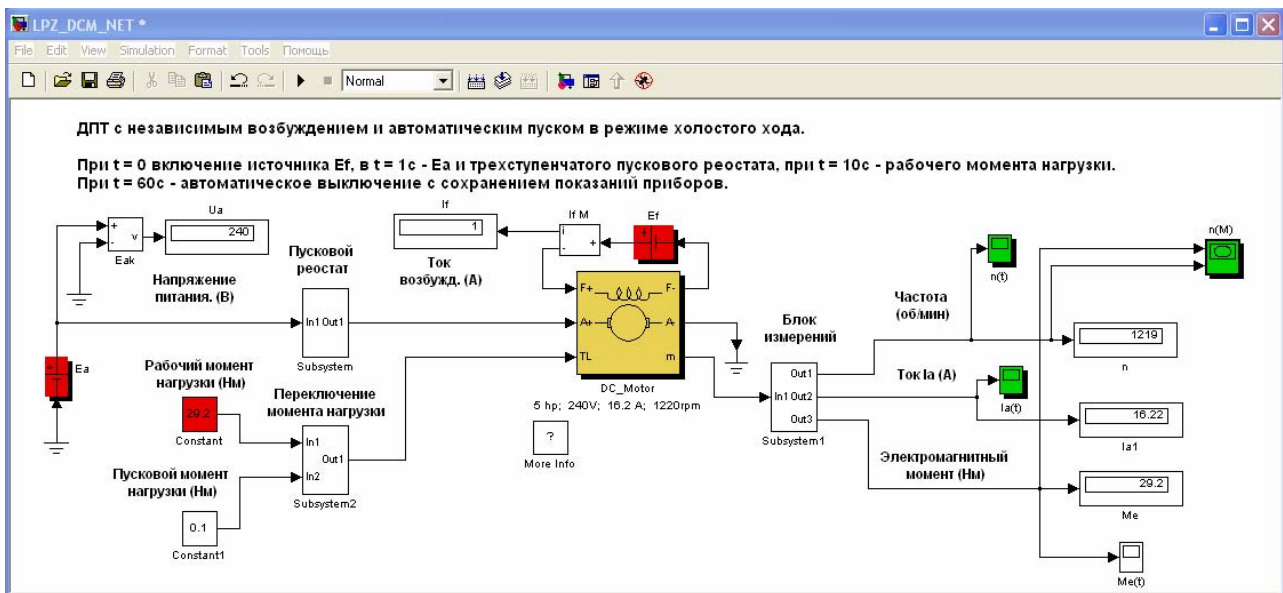 LPZ_DCM_NET *
File Edit View Simulation Format Tools Помощь
Normal
ДПТ с независимым возбуждением и автоматическим пуском в режиме холостого хода.
При t = 0 включение источника Ef, в t = 1с - Ea и трехступенчатого пускового реостата, при t = 10с - рабочего момента нагрузки.
При t = 60с - автоматическое выключение с сохранением показаний приборов.
Ua
240
+
-
v
Eak
Напряжение
питания. (В)
Пусковой
реостат
In1 Out1
Subsystem
If
1
Ток
возбужд. (А)
If M
i
+
-
Ef
F+
F-
A+
A-
TL
m
DC_Motor
5 hp; 240V; 16.2 A; 1220rpm
?
More Info
Ea
Рабочий момент
нагрузки (Нм)
29.2
Constant
Переключение
момента нагрузки
In1
In2
Out1
Subsystem2
Пусковой момент
нагрузки (Нм)
0.1
Constant1
Блок
измерений
In1
Out1
Out2
Out3
Subsystem1
n(t)
n(M)
Частота
(об/мин)
1219
n
Ток Ia (A)
Ia(t)
16.22
Ia1
Электромагнитный
момент (Нм)
29.2
Me
Me(t)